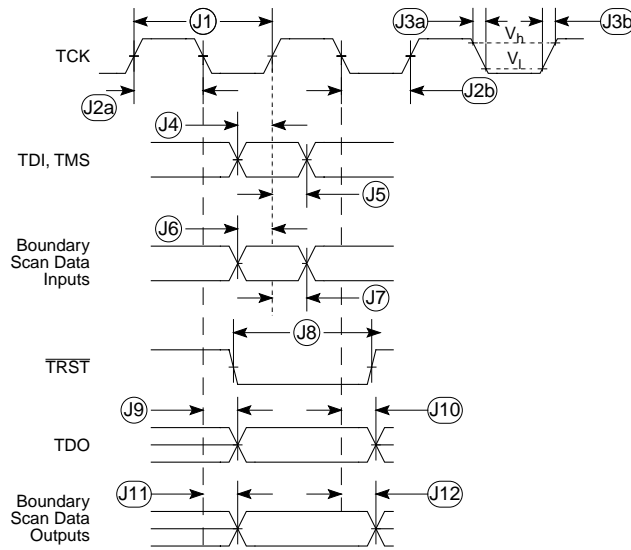 J1
J3a
J3b
Vh
TCK
Vl
J2a
J2b
J4
TDI, TMS
J5
J6
Boundary
Scan Data
Inputs
J7
J8
TRST
J9
J10
TDO
J11
J12
Boundary
Scan Data
Outputs